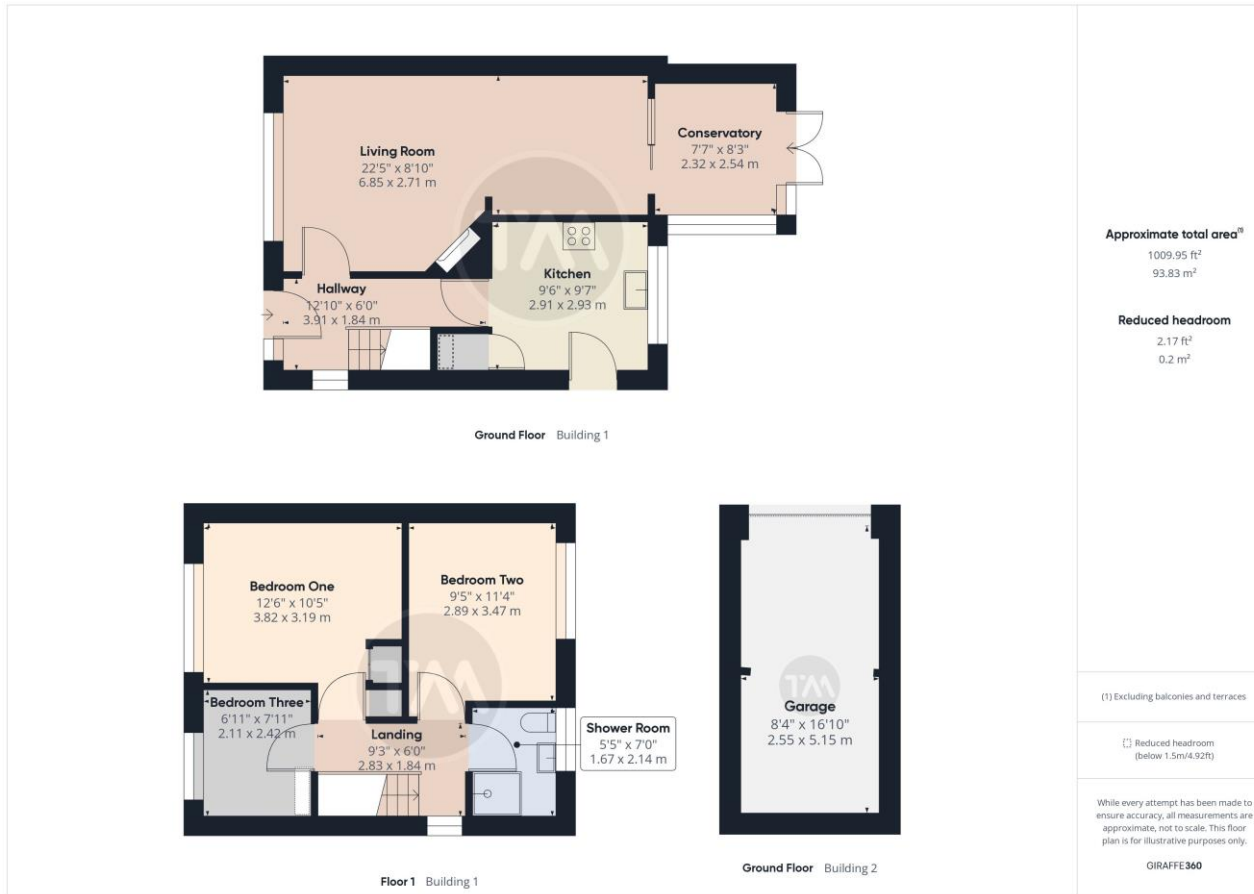 Living Room
22'5" x 8'10"
6.85 x 2.71 m
Conservatory
7'7" x 8'3"
2.32 x 2.54 m
Hallway
12'10" x 6'0"
3.91 x 1.84 m
Kitchen
9'6" x 9'7"
2.91 x 2.93 m
TM
Ground Floor Building 1
Bedroom One
12'6" x 10'5"
3.82 x 3.19 m
Bedroom Two
9'5" x 11'4"
2.89 x 3.47 m
Bedroom Three
6'11" x 7'11"
2.11 x 2.42 m
Landing
9'3" x 6'0"
2.83 x 1.84 m
Shower Room
5'5" x 7'0"
1.67 x 2.14 m
TM
Floor 1 Building 1
TM
Garage
8'4" x 16'10"
2.55 x 5.15 m
Ground Floor Building 2
Approximate total area(1)
1009.95 ft²
93.83 m²
Reduced headroom
2.17 ft²
0.2 m²
(1) Excluding balconies and terraces
Reduced headroom
(below 1.5m/4.92ft)
While every attempt has been made to
ensure accuracy, all measurements are
approximate, not to scale. This floor
plan is for illustrative purposes only.
GIRAFFE360